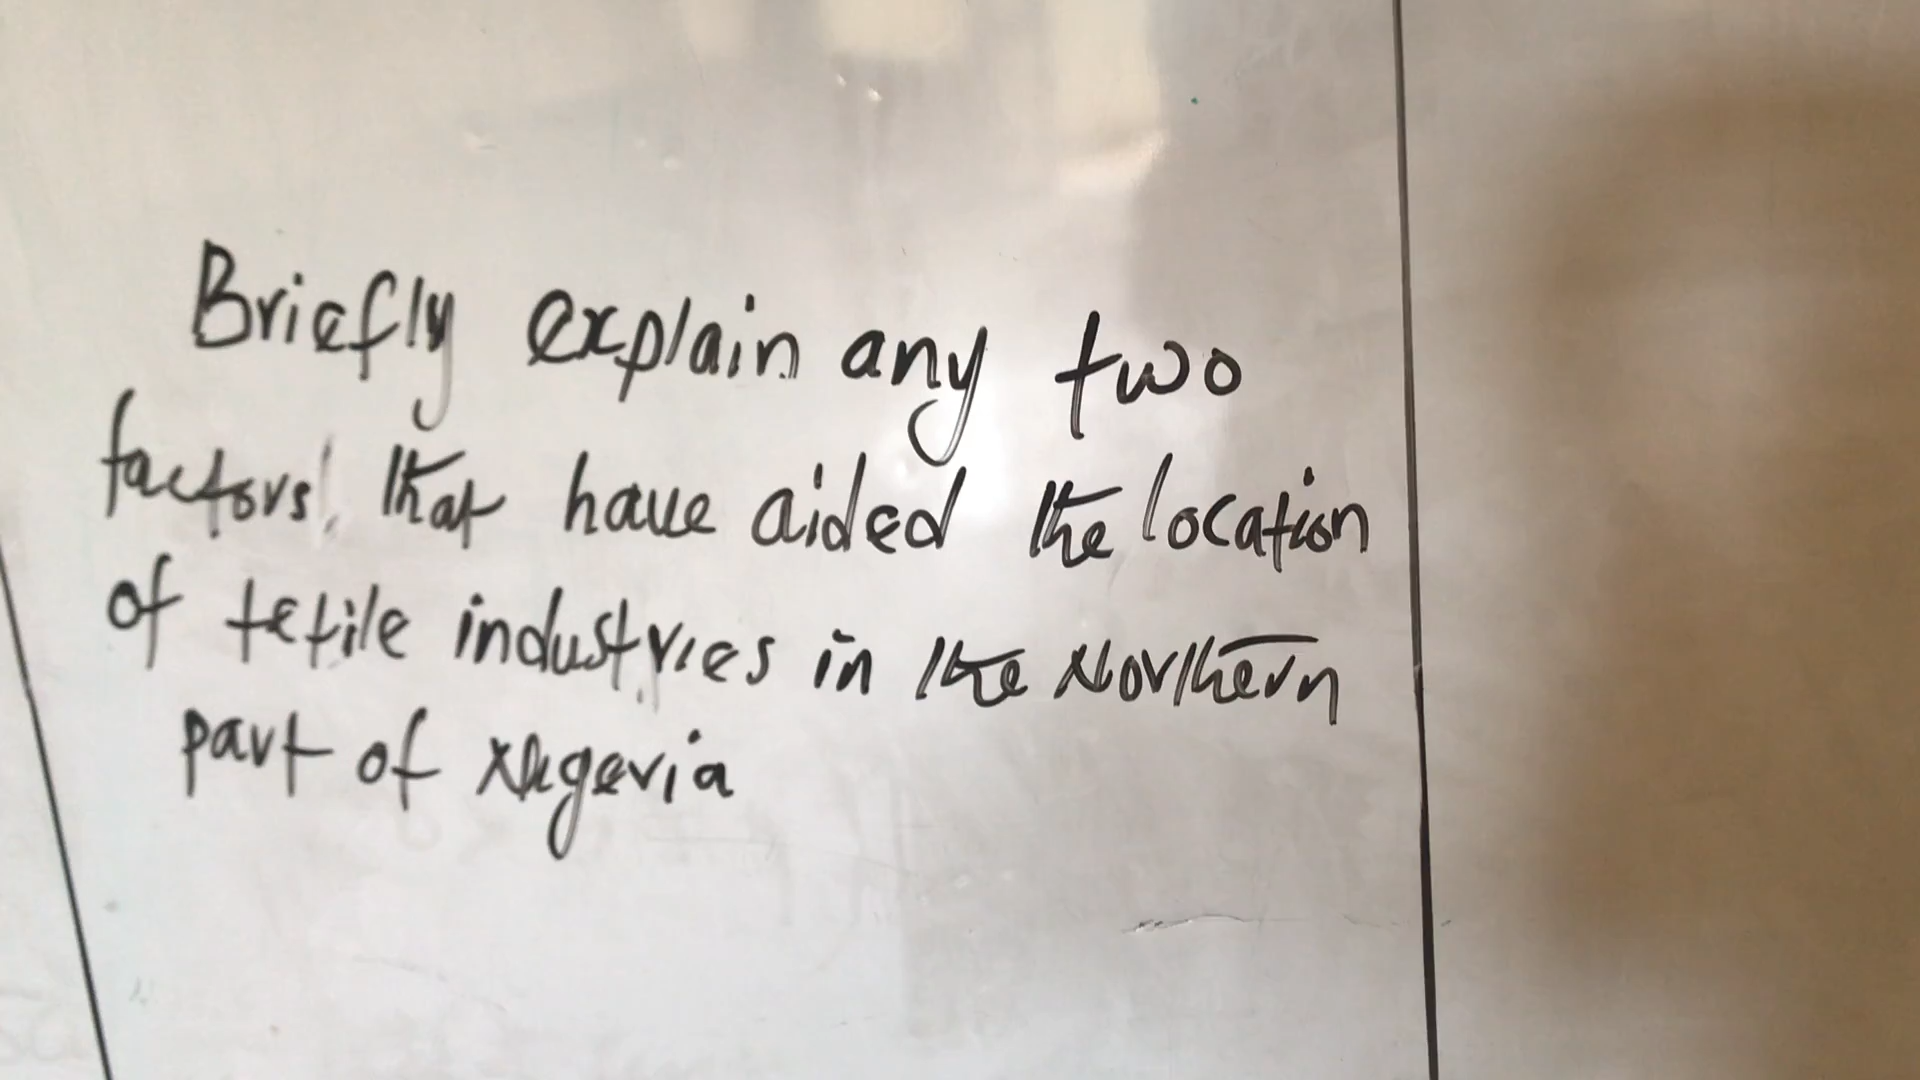 Briefly explain any two
factors that have aided the location
of tetile industries in the Northern
part of Nigeria